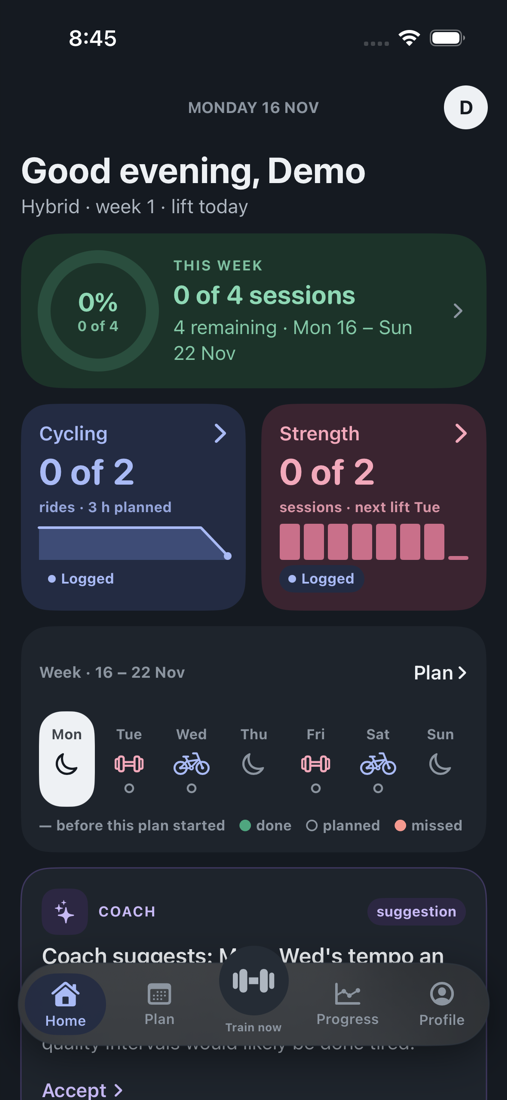 8:45
MONDAY 16 NOV
D
Good evening, Demo
Hybrid · week 1 · lift today
THIS WEEK
0%
0 of 4
0 of 4 sessions
4 remaining · Mon 16 – Sun
22 Nov
Cycling
0 of 2
rides · 3 h planned
Logged
Strength
0 of 2
sessions · next lift Tue
Logged
Week · 16 – 22 Nov
Plan
Mon Tue Wed Thu Fri Sat Sun
— before this plan started done planned missed
COACH
suggestion
Coach suggests: Wed's tempo an
quality intervals would likely be done tired.
Home
Plan
Train now
Progress
Profile
Accept